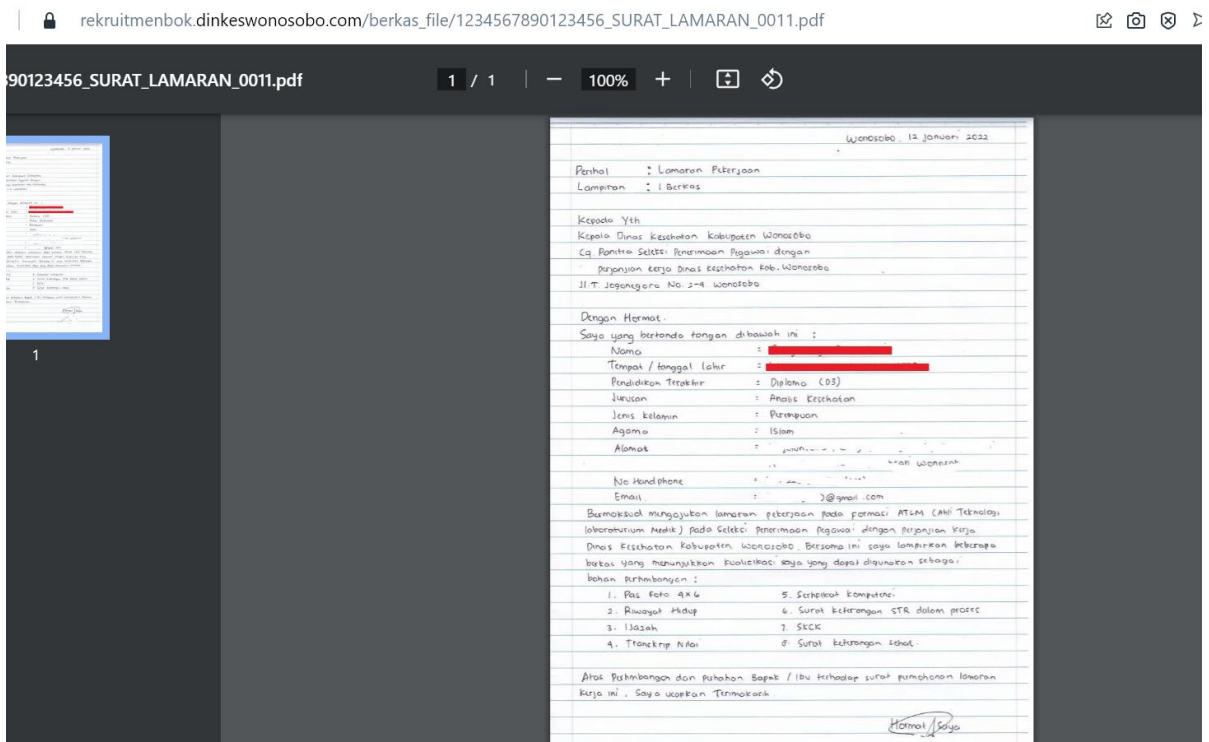 rekruitmenbok.dinkeswonosobo.com/berkas_file/1234567890123456_SURAT_LAMARAN_0011.pdf
90123456_SURAT_LAMARAN_0011.pdf
1 / 1
100%
1
Wonosobo, 12 Januari 2022
Perihal : Lamaran Pekerjaan
Lampiran : 1 Berkas
Kepada Yth
Kepala Dinas Kesehatan Kabupaten Wonosobo
Cq. Panitia Seleksi Penerimaan Pegawai dengan
perjanjian kerja Dinas Kesehatan Kab. Wonosobo
Jl. T. Jogonegoro No. 2-4 Wonosobo
Dengan Hormat.
Saya yang bertanda tangan dibawah ini :
Nama :
Tempat / tanggal lahir :
Pendidikan Terakhir : Diploma (D3)
Jurusan : Analis Kesehatan
Jenis kelamin : Perempuan
Agama : Islam
Alamat :
No Handphone :
Email : @gmail.com
Bermaksud mengajukan lamaran pekerjaan pada formasi ATLM (Ahli Teknologi
laboraturium Medik) pada Seleksi Penerimaan Pegawai dengan Perjanjian Kerja
Dinas Kesehatan Kabupaten Wonosobo. Bersama ini saya lampirkan beberapa
berkas yang menunjukkan kualifikasi saya yang dapat digunakan sebagai
bahan pertimbangan :
1. Pas Foto 4x6
2. Riwayat Hidup
3. Ijazah
4. Transkrip Nilai
5. Sertifikat Kompetensi
6. Surat keterangan STR dalam proses
7. SKCK
8. Surat keterangan sehat.
Atas Pertimbangan dan perhatian Bapak / Ibu terhadap surat permohonan lamaran
kerja ini, Saya ucapkan Terimakasih.
Hormat Saya